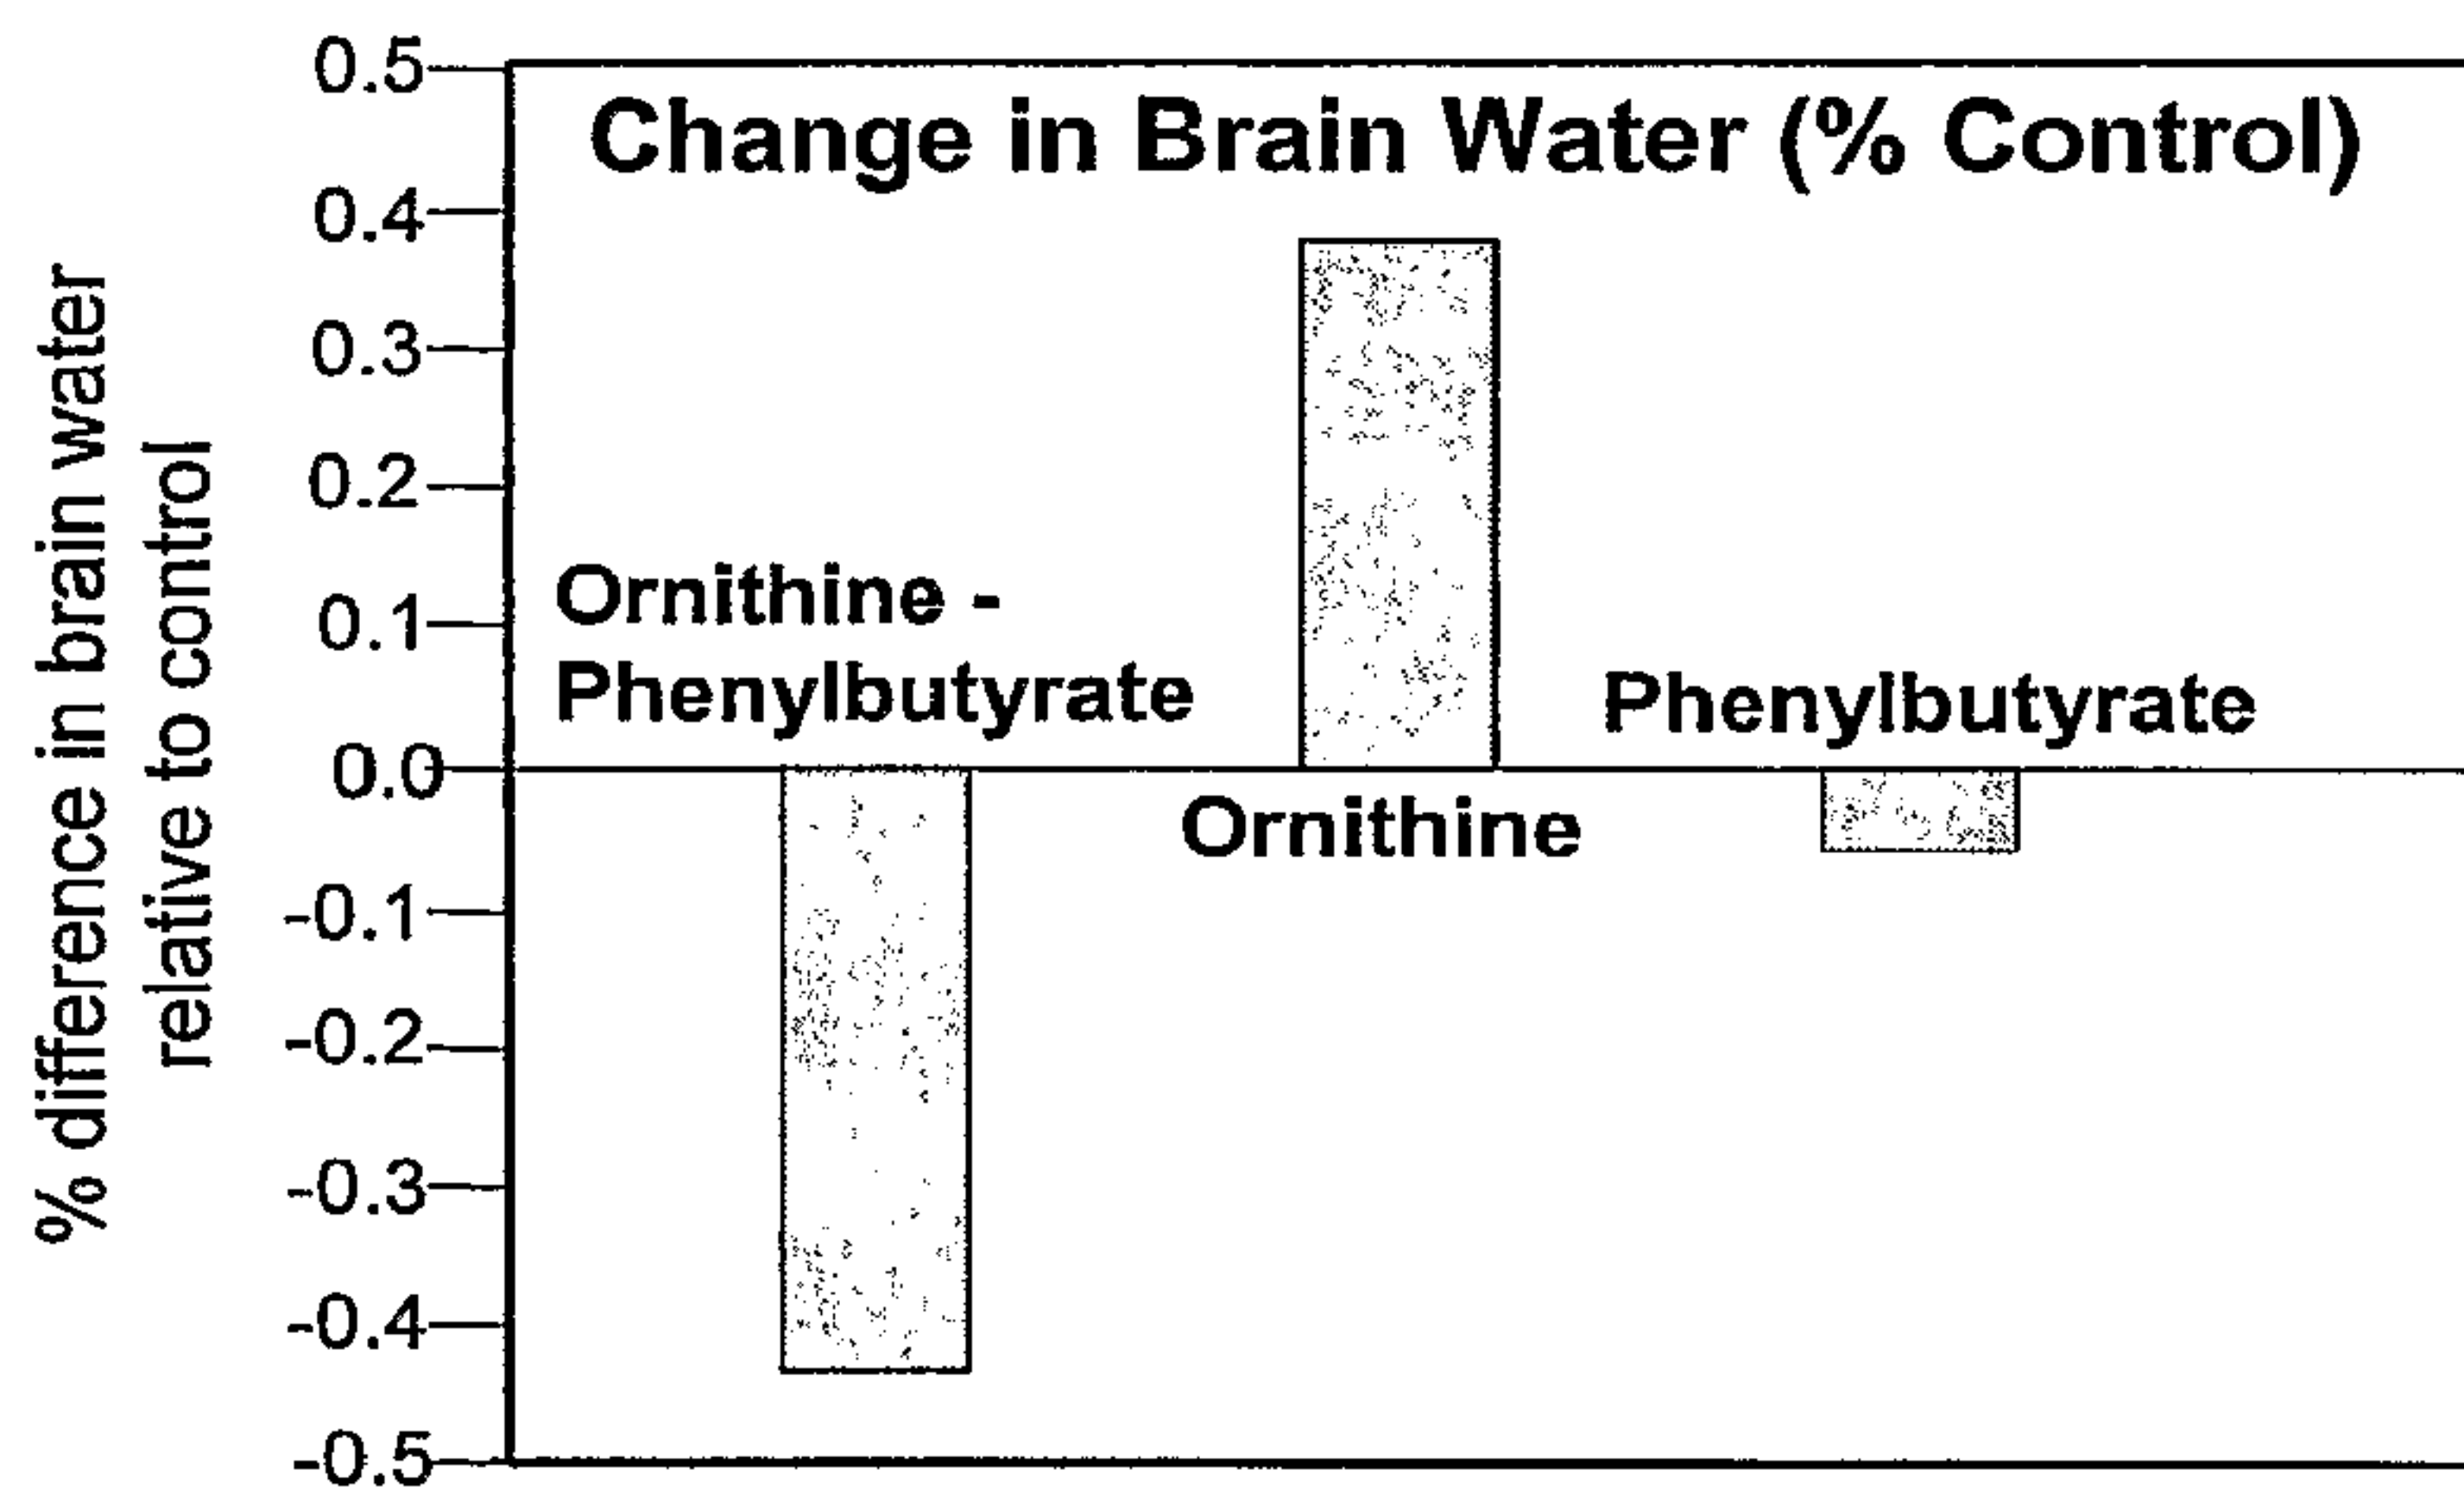 Change in Brain Water (% Control)
% difference in brain water
relative to control
0.5
0.4
0.3
0.2
0.1
0.0
-0.1
-0.2
-0.3
-0.4
-0.5
Ornithine -
Phenylbutyrate
Ornithine
Phenylbutyrate